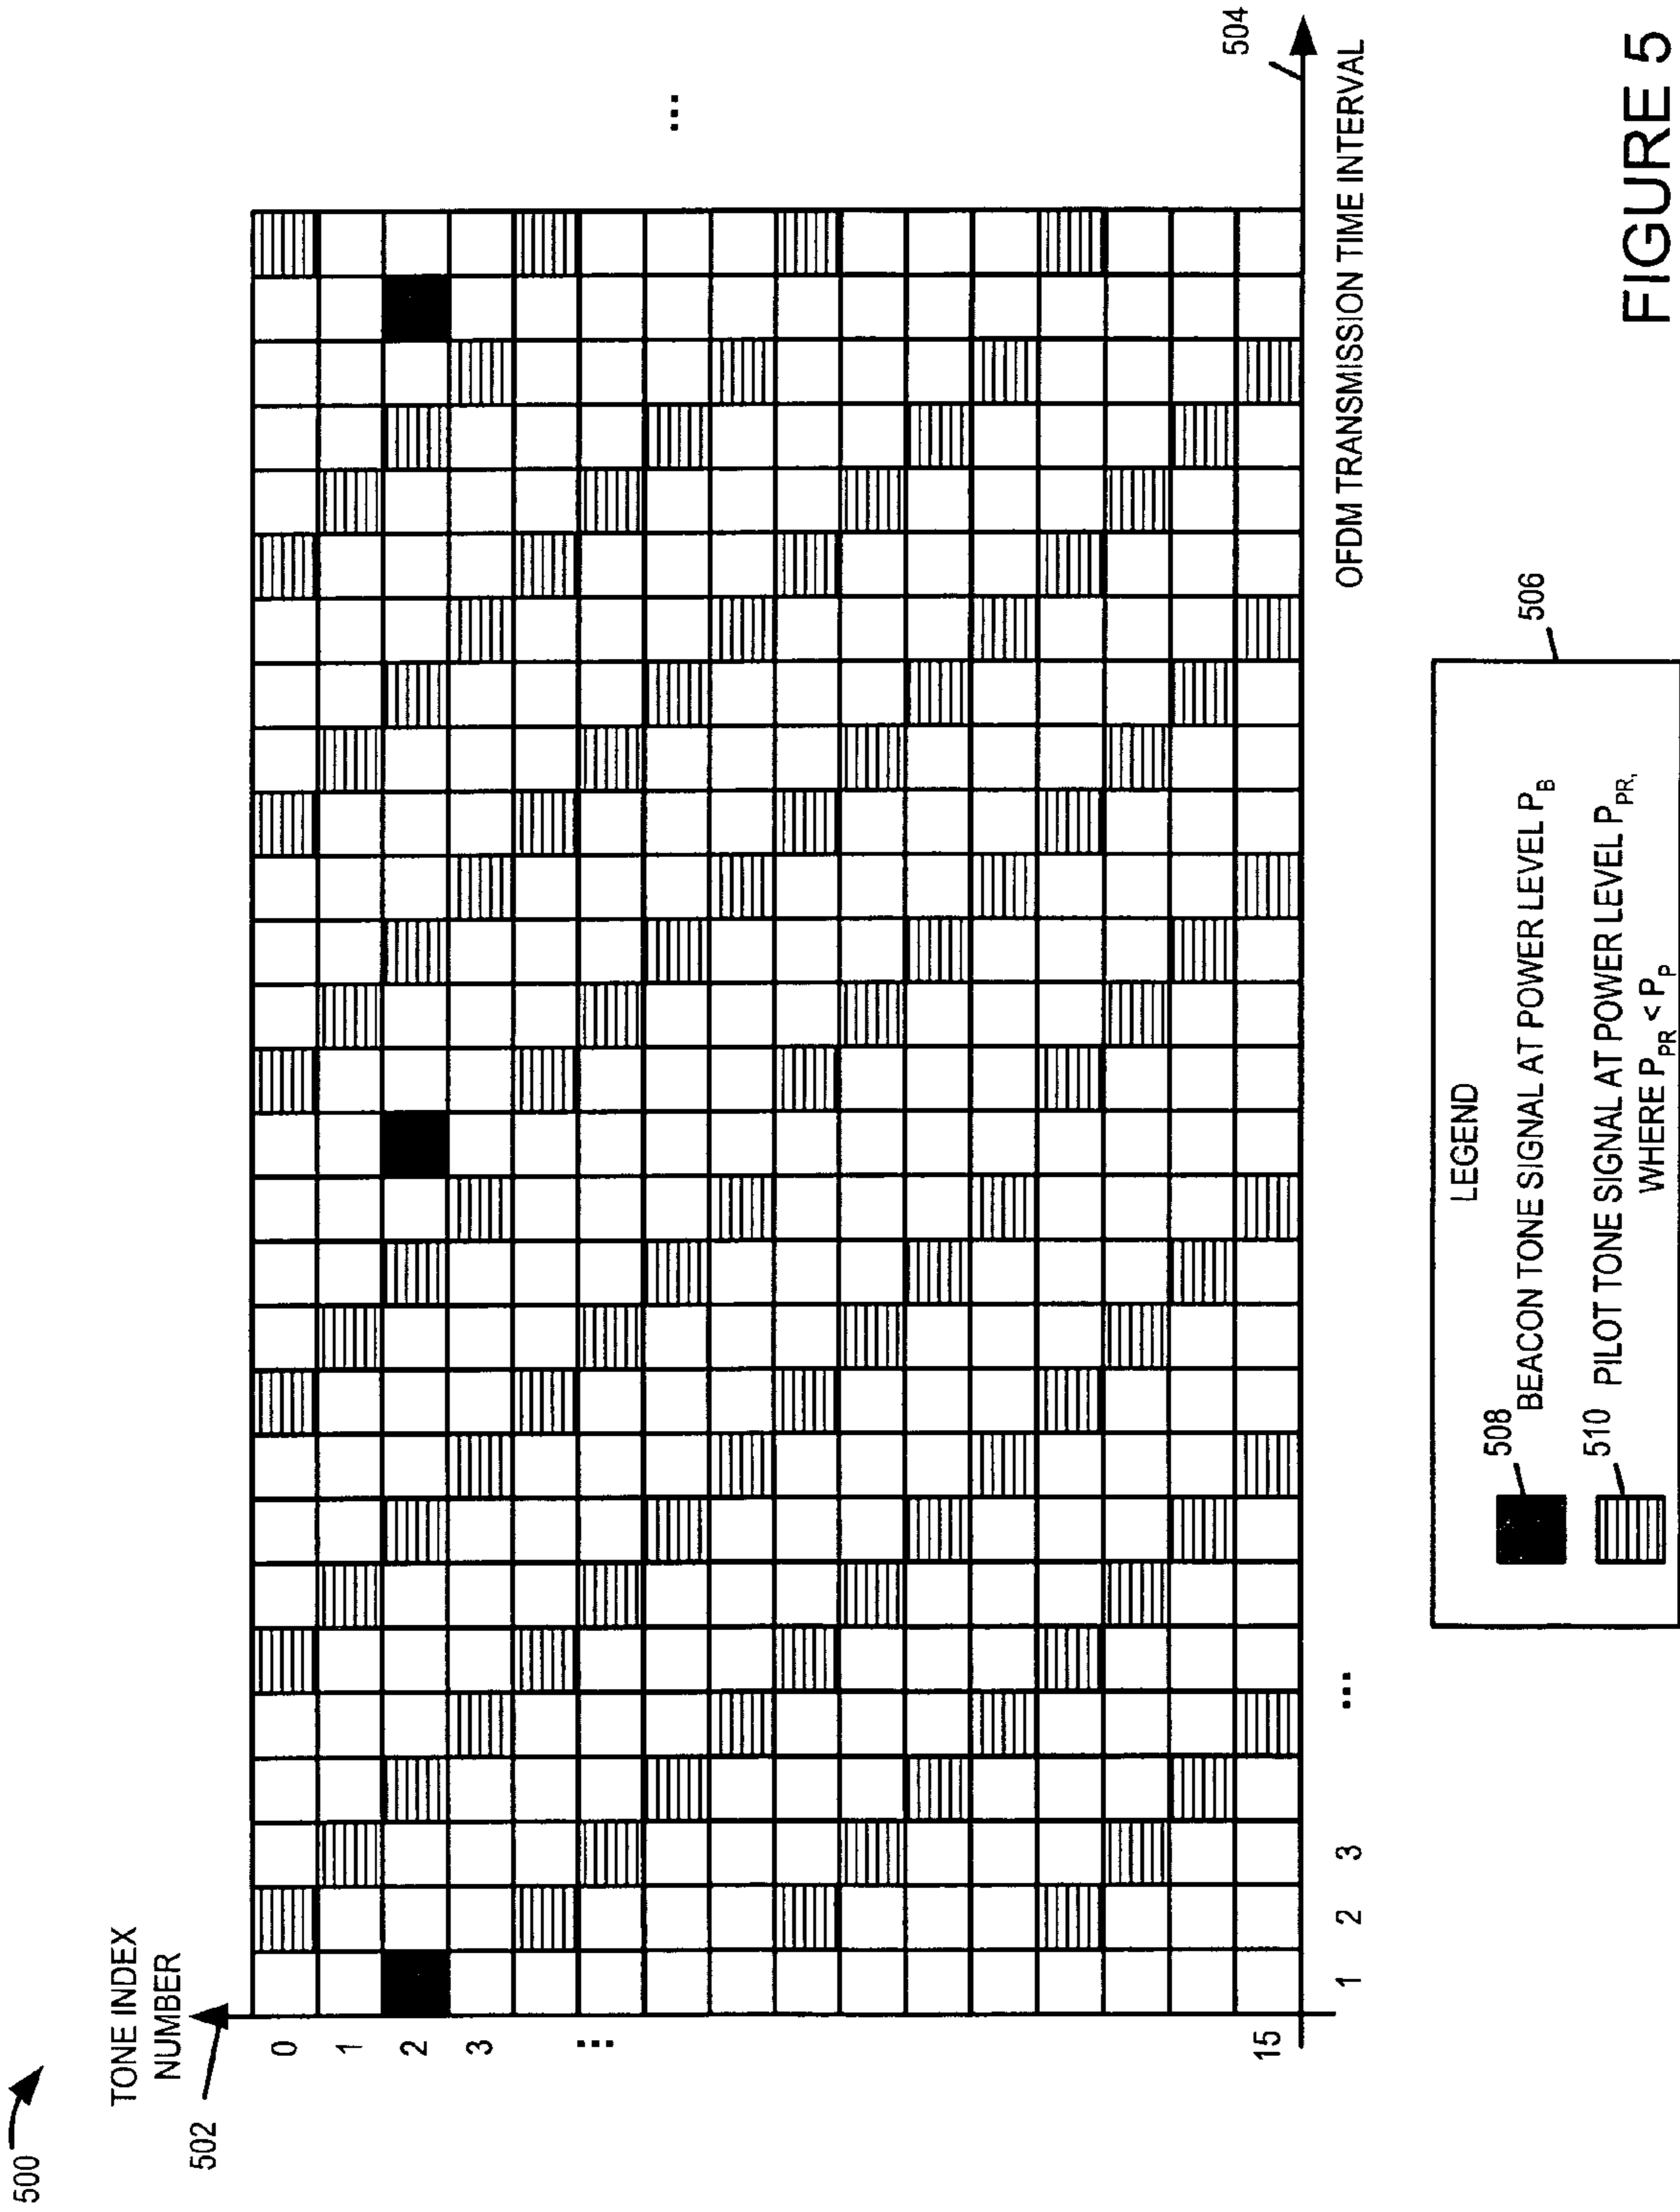 500
TONE INDEX
NUMBER
502
0
1
2
3
...
15
1 2 3 ...
...
504
OFDM TRANSMISSION TIME INTERVAL
LEGEND
506
508
BEACON TONE SIGNAL AT POWER LEVEL P_B
510 PILOT TONE SIGNAL AT POWER LEVEL P_PR,
WHERE P_PR < P_P
FIGURE 5